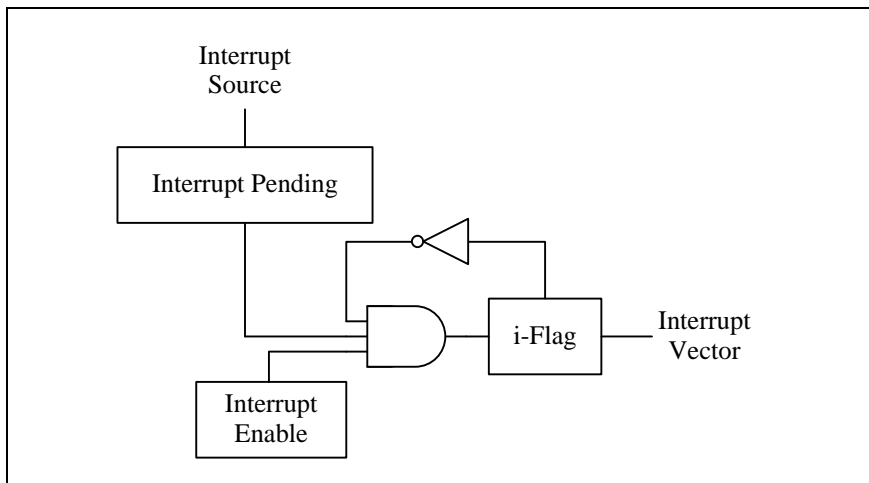 Interrupt
Source
Interrupt Pending
i-Flag
Interrupt
Vector
Interrupt
Enable